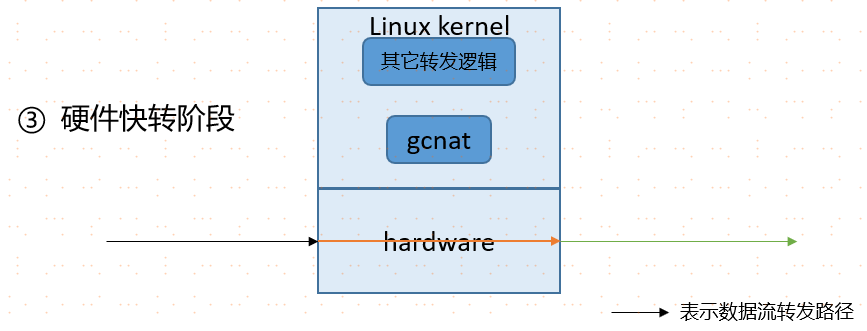 Linux kernel
其它转发逻辑
③ 硬件快转阶段
gcnat
hardware
表示数据流转发路径